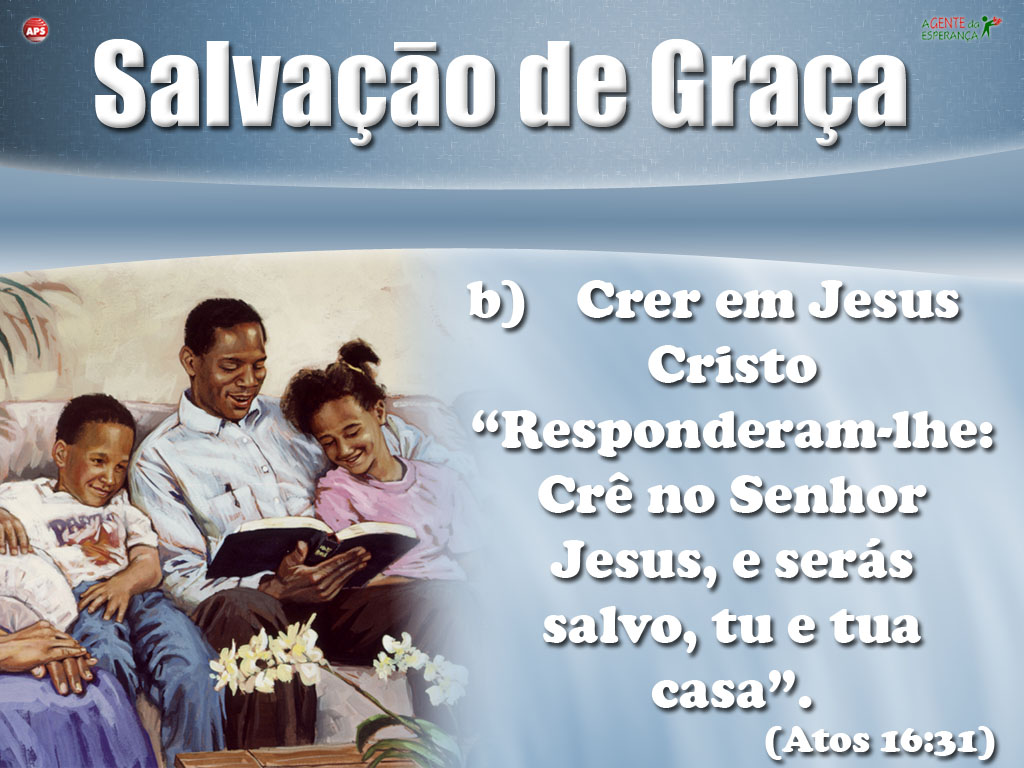 APS
AGENTE da
ESPERANÇA
Salvação de Graça
b) Crer em Jesus
Cristo
“Responderam-lhe:
Crê no Senhor
Jesus, e serás
salvo, tu e tua
casa”.
(Atos 16:31)